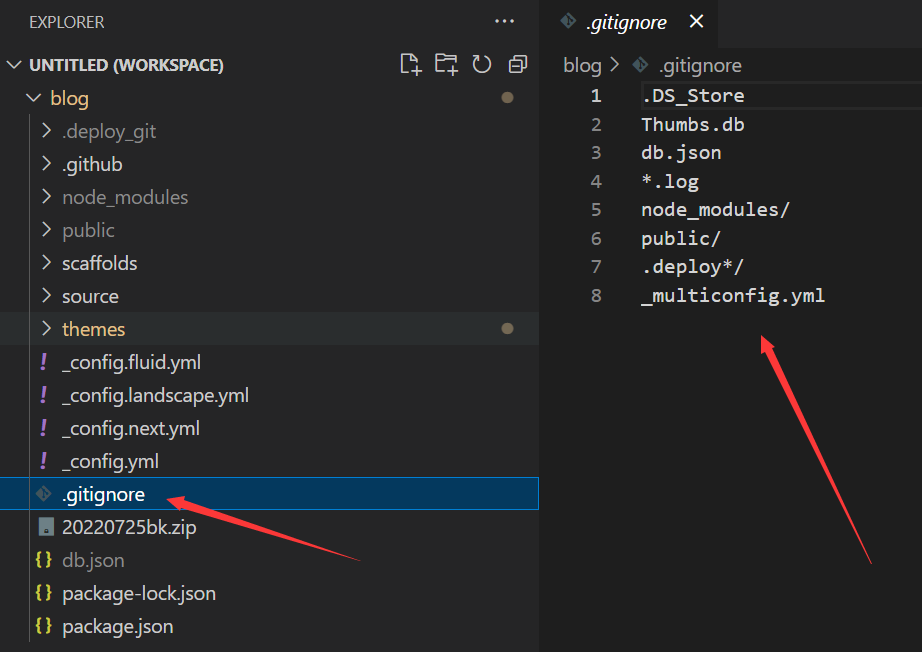 EXPLORER
UNTITLED (WORKSPACE)
blog
.deploy_git
.github
node_modules
public
scaffolds
source
themes
_config.fluid.yml
_config.landscape.yml
_config.next.yml
_config.yml
.gitignore
20220725bk.zip
db.json
package-lock.json
package.json
.gitignore
blog > .gitignore
1 .DS_Store
2 Thumbs.db
3 db.json
4 *.log
5 node_modules/
6 public/
7 .deploy*/
8 _multiconfig.yml